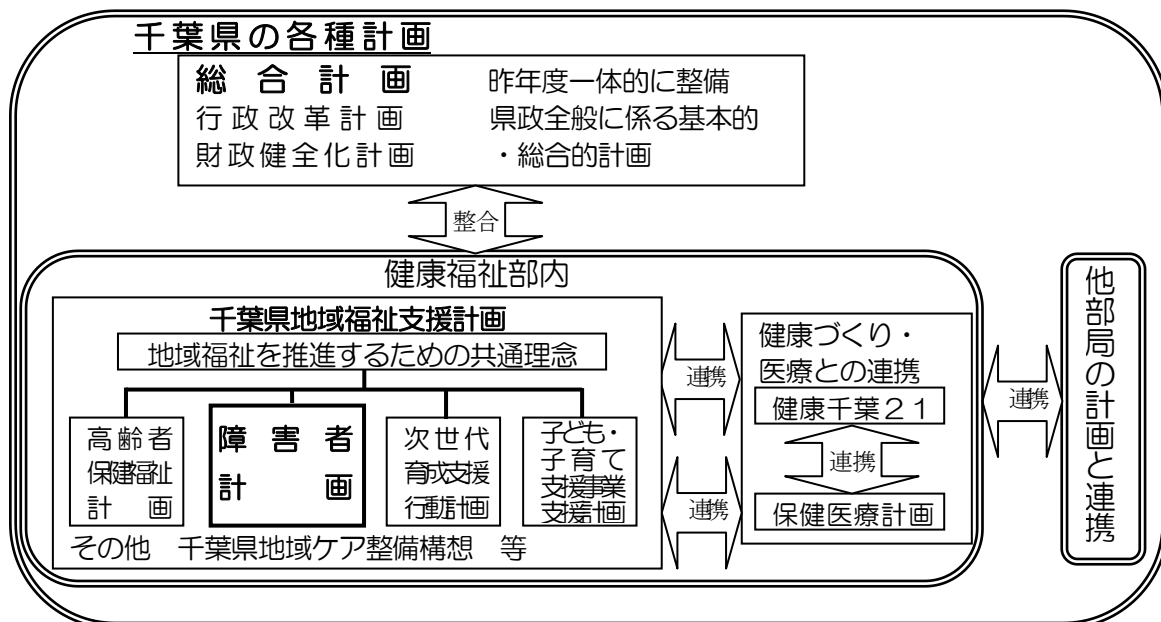 千葉県の各種計画
総合計画 昨年度一体的に整備
行政改革計画 県政全般に係る基本的
財政健全化計画 ・総合的計画
整合
健康福祉部内
千葉県地域福祉支援計画
地域福祉を推進するための共通理念
高齢者
保健福祉
計画
障害者
計画
次世代
育成支援
行動計画
子ども・
子育て
支援事業
支援計画
その他 千葉県地域ケア整備構想 等
連携
連携
健康づくり・
医療との連携
健康千葉21
連携
保健医療計画
連携
他部局の計画と連携